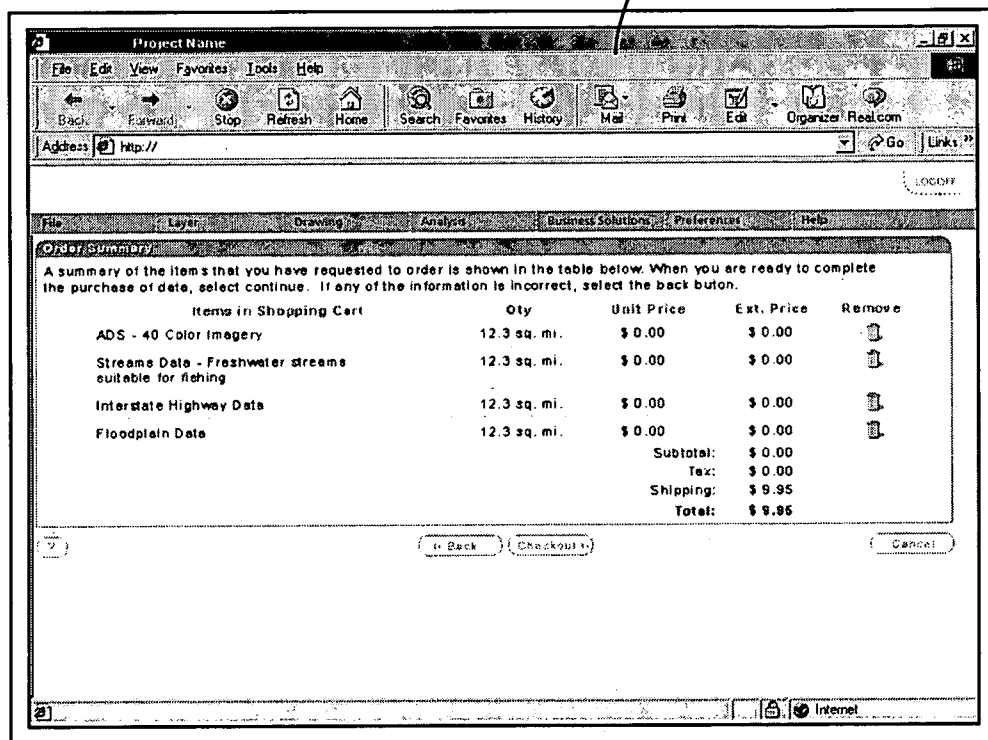 Project Name
File Edit View Favorites Tools Help
Back Forward Stop Refresh Home Search Favorites History Mail Print Edit Organizer Real.com
Address http:// Go Links »
LOGOFF
File Layer Drawing Analysis Business Solutions Preferences Help
Order Summary
A summary of the items that you have requested to order is shown in the table below. When you are ready to complete
the purchase of data, select continue. If any of the information is incorrect, select the back buton.
Items in Shopping Cart Qty Unit Price Ext. Price Remove
ADS - 40 Color Imagery 12.3 sq. mi. $ 0.00 $ 0.00
Streams Data - Freshwater streams 12.3 sq. mi. $ 0.00 $ 0.00
suitable for fishing
Interstate Highway Data 12.3 sq. mi. $ 0.00 $ 0.00
Floodplain Data 12.3 sq. mi. $ 0.00 $ 0.00
Subtotal: $ 0.00
Tax: $ 0.00
Shipping: $ 9.95
Total: $ 9.95
? « Back Checkout » Cancel
Internet